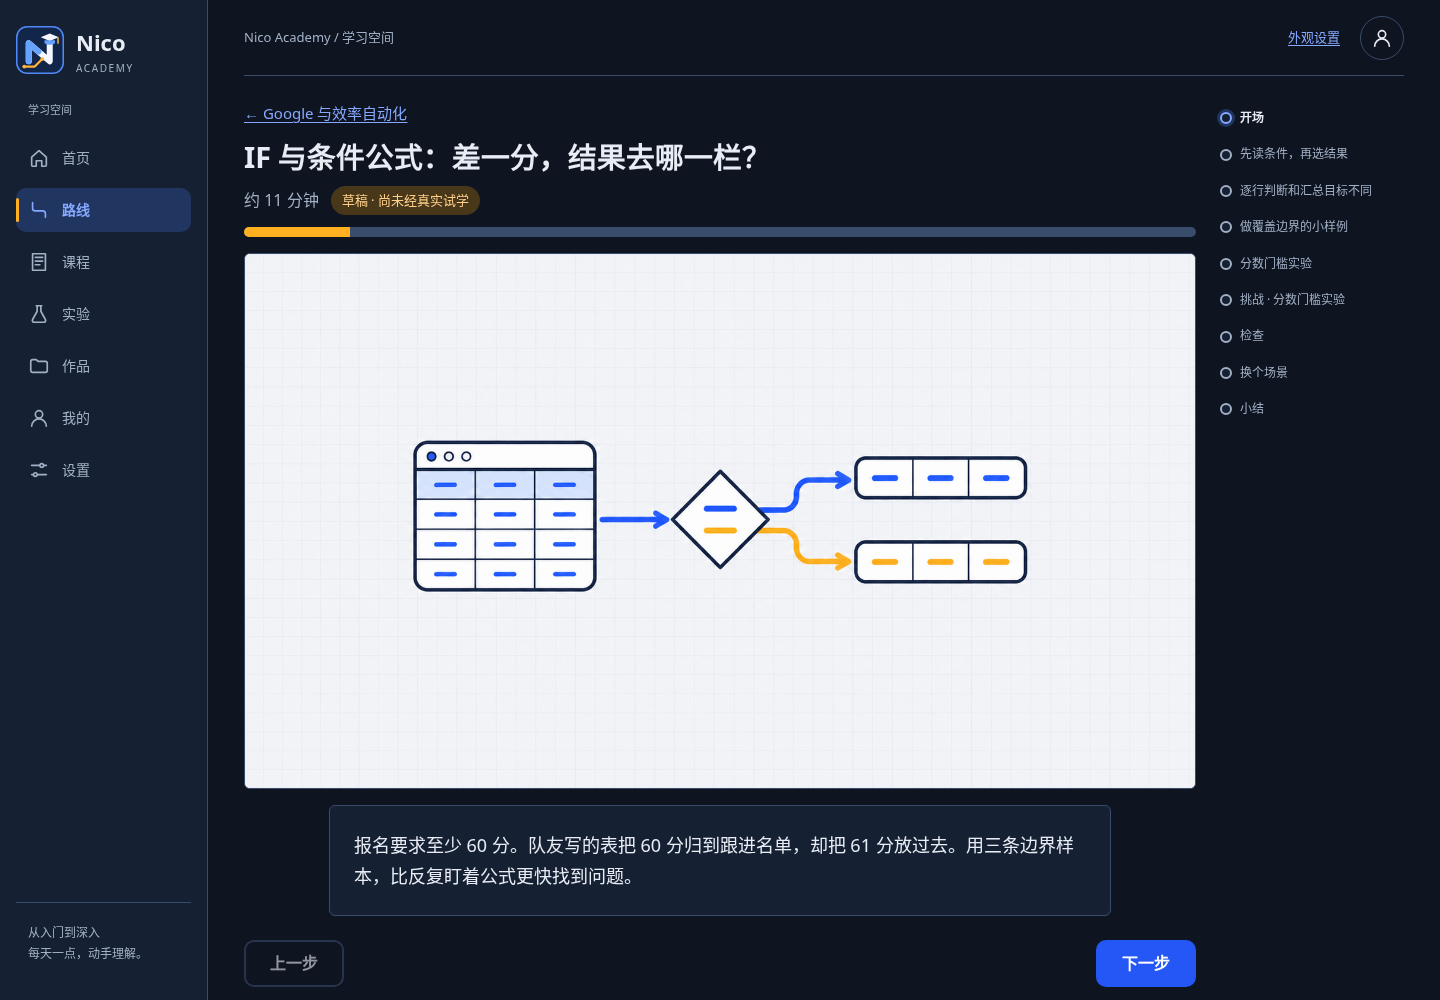 Nico
ACADEMY
学习空间
首页
路线
课程
实验
作品
我的
设置
从入门到深入
每天一点，动手理解。
Nico Academy / 学习空间
外观设置
← Google 与效率自动化
IF 与条件公式：差一分，结果去哪一栏？
约 11 分钟
草稿 · 尚未经真实试学
报名要求至少 60 分。队友写的表把 60 分归到跟进名单，却把 61 分放过去。用三条边界样
本，比反复盯着公式更快找到问题。
上一步
下一步
开场
先读条件，再选结果
逐行判断和汇总目标不同
做覆盖边界的小样例
分数门槛实验
挑战 · 分数门槛实验
检查
换个场景
小结